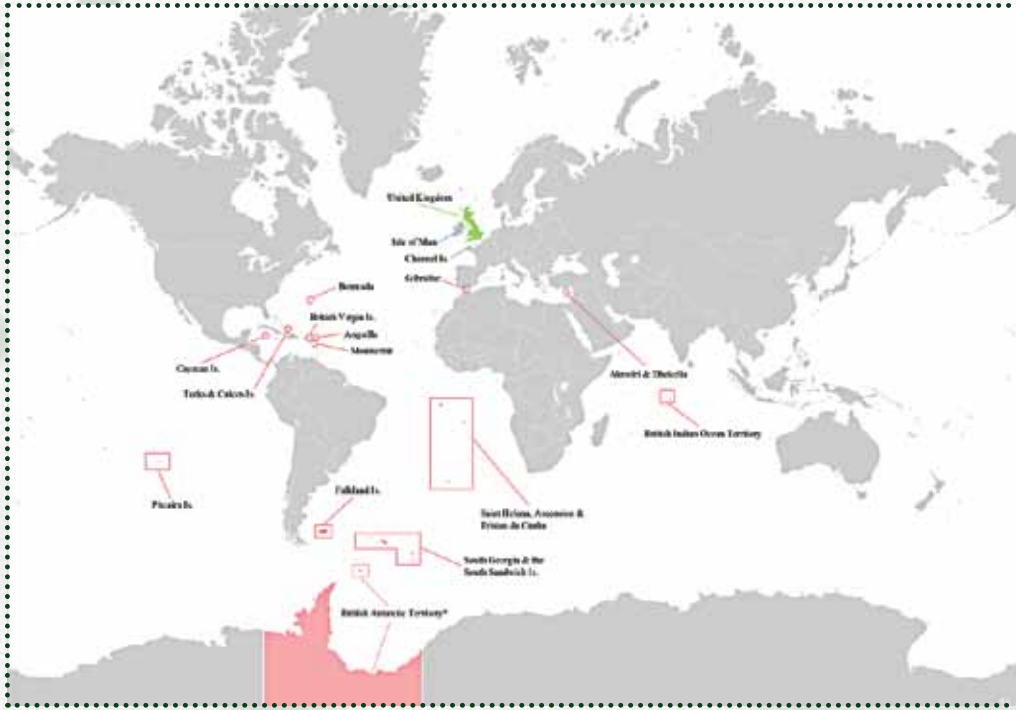 United Kingdom
Isle of Man
Channel Is.
Gibraltar
Bermuda
British Virgin Is.
Anguilla
Montserrat
Cayman Is.
Turks & Caicos Is.
Akrotiri & Dhekelia
British Indian Ocean Territory
Pitcairn Is.
Falkland Is.
Saint Helena, Ascension &
Tristan da Cunha
South Georgia & the
South Sandwich Is.
British Antarctic Territory*